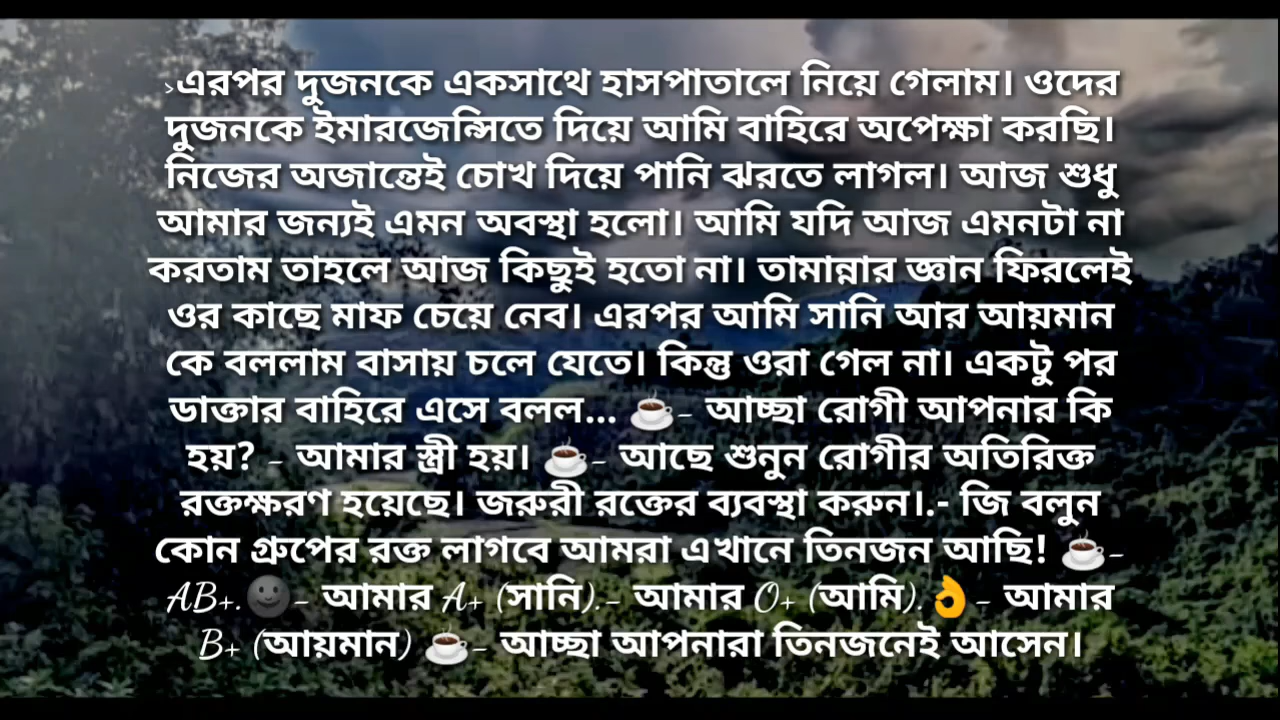 >এরপর দুজনকে একসাথে হাসপাতালে নিয়ে গেলাম। ওদের
দুজনকে ইমারজেন্সিতে দিয়ে আমি বাহিরে অপেক্ষা করছি।
নিজের অজান্তেই চোখ দিয়ে পানি ঝরতে লাগল। আজ শুধু
আমার জন্যই এমন অবস্থা হলো। আমি যদি আজ এমনটা না
করতাম তাহলে আজ কিছুই হতো না। তামান্নার জ্ঞান ফিরলেই
ওর কাছে মাফ চেয়ে নেব। এরপর আমি সানি আর আয়মান
কে বললাম বাসায় চলে যেতে। কিন্তু ওরা গেল না। একটু পর
ডাক্তার বাহিরে এসে বলল... ☕- আচ্ছা রোগী আপনার কি
হয়? - আমার স্ত্রী হয়। ☕- আছে শুনুন রোগীর অতিরিক্ত
রক্তক্ষরণ হয়েছে। জরুরী রক্তের ব্যবস্থা করুন।.- জি বলুন
কোন গ্রুপের রক্ত লাগবে আমরা এখানে তিনজন আছি! ☕-
AB+.🌚- আমার A+ (সানি).- আমার O+ (আমি).👌- আমার
B+ (আয়মান) ☕- আচ্ছা আপনারা তিনজনেই আসেন।